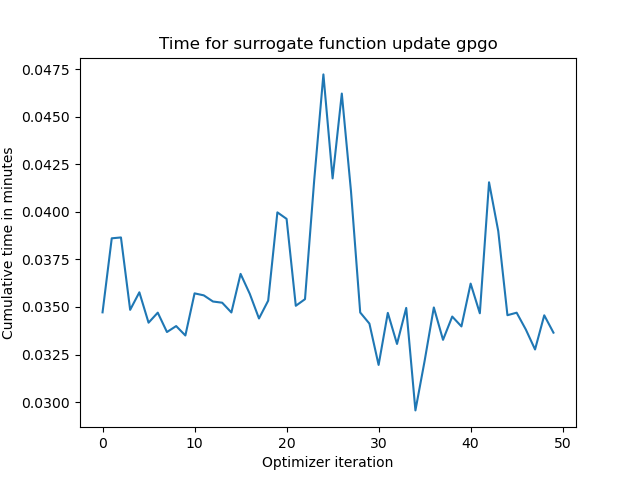 Time for surrogate function update gpgo
Cumulative time in minutes
0.0475
0.0450
0.0425
0.0400
0.0375
0.0350
0.0325
0.0300
0 10 20 30 40 50
Optimizer iteration